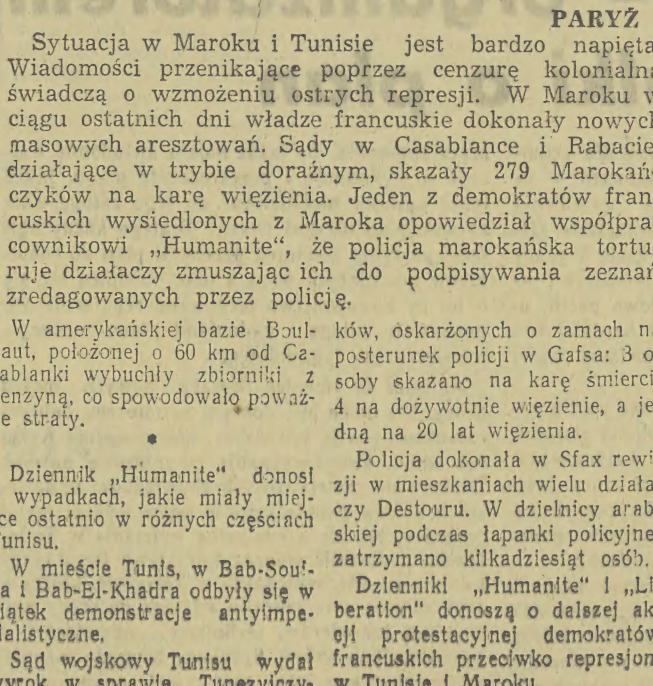 PARYŻ
Sytuacja w Maroku i Tunisie jest bardzo napięta
Wiadomości przenikające poprzez cenzurę kolonialną
świadczą o wzmożeniu ostrych represji. W Maroku w
ciągu ostatnich dni władze francuskie dokonały nowych
masowych aresztowań. Sądy w Casablance i Rabacie
działające w trybie doraźnym, skazały 279 Marokań-
czyków na karę więzienia. Jeden z demokratów fran
cuskich wysiedlonych z Maroka opowiedział współpra
cownikowi „Humanite“, że policja marokańska tortu
ruje działaczy zmuszając ich do podpisywania zeznań
zredagowanych przez policję.
W amerykańskiej bazie Boul-
aut, położonej o 60 km od Ca-
ablanki wybuchły zbiorniki z
enzyną, co spowodowało poważ-
e straty.
*
Dziennik „Humanite“ donosi
wypadkach, jakie miały miej-
ce ostatnio w różnych częściach
unisu.
W mieście Tunis, w Bab-Souf-
a i Bab-El-Khadra odbyły się w
iątek demonstracje antyimpe-
ialistyczne.
Sąd wojskowy Tunisu wydał
wyrok w sprawie Tunezyjczy-
ków, oskarżonych o zamach n
posterunek policji w Gafsa: 3 o
soby skazano na karę śmierci
4 na dożywotnie więzienie, a je
dną na 20 lat więzienia.
Policja dokonała w Sfax rewi
zji w mieszkaniach wielu działa
czy Destouru. W dzielnicy arab
skiej podczas łapanki policyjne
zatrzymano kilkadziesiąt osób.
Dzienniki „Humanite“ i „Li
beration“ donoszą o dalszej ak
cji protestacyjnej demokratów
francuskich przeciwko represjom
w Tunisie i Maroku.